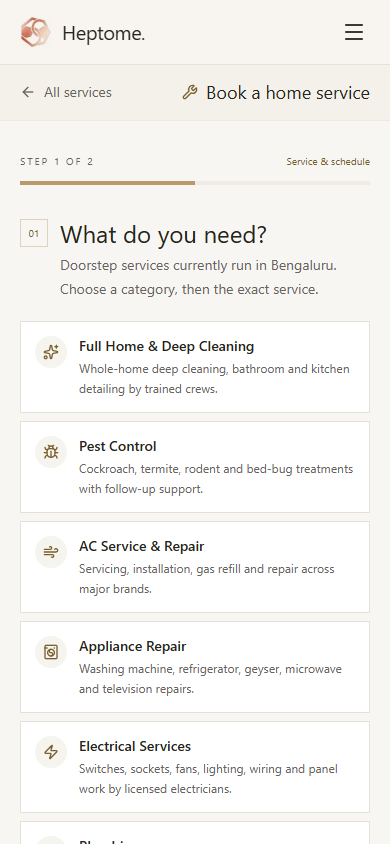 Heptome.
All services
Book a home service
STEP 1 OF 2
Service & schedule
01
What do you need?
Doorstep services currently run in Bengaluru.
Choose a category, then the exact service.
Full Home & Deep Cleaning
Whole-home deep cleaning, bathroom and kitchen
detailing by trained crews.
Pest Control
Cockroach, termite, rodent and bed-bug treatments
with follow-up support.
AC Service & Repair
Servicing, installation, gas refill and repair across
major brands.
Appliance Repair
Washing machine, refrigerator, geyser, microwave
and television repairs.
Electrical Services
Switches, sockets, fans, lighting, wiring and panel
work by licensed electricians.